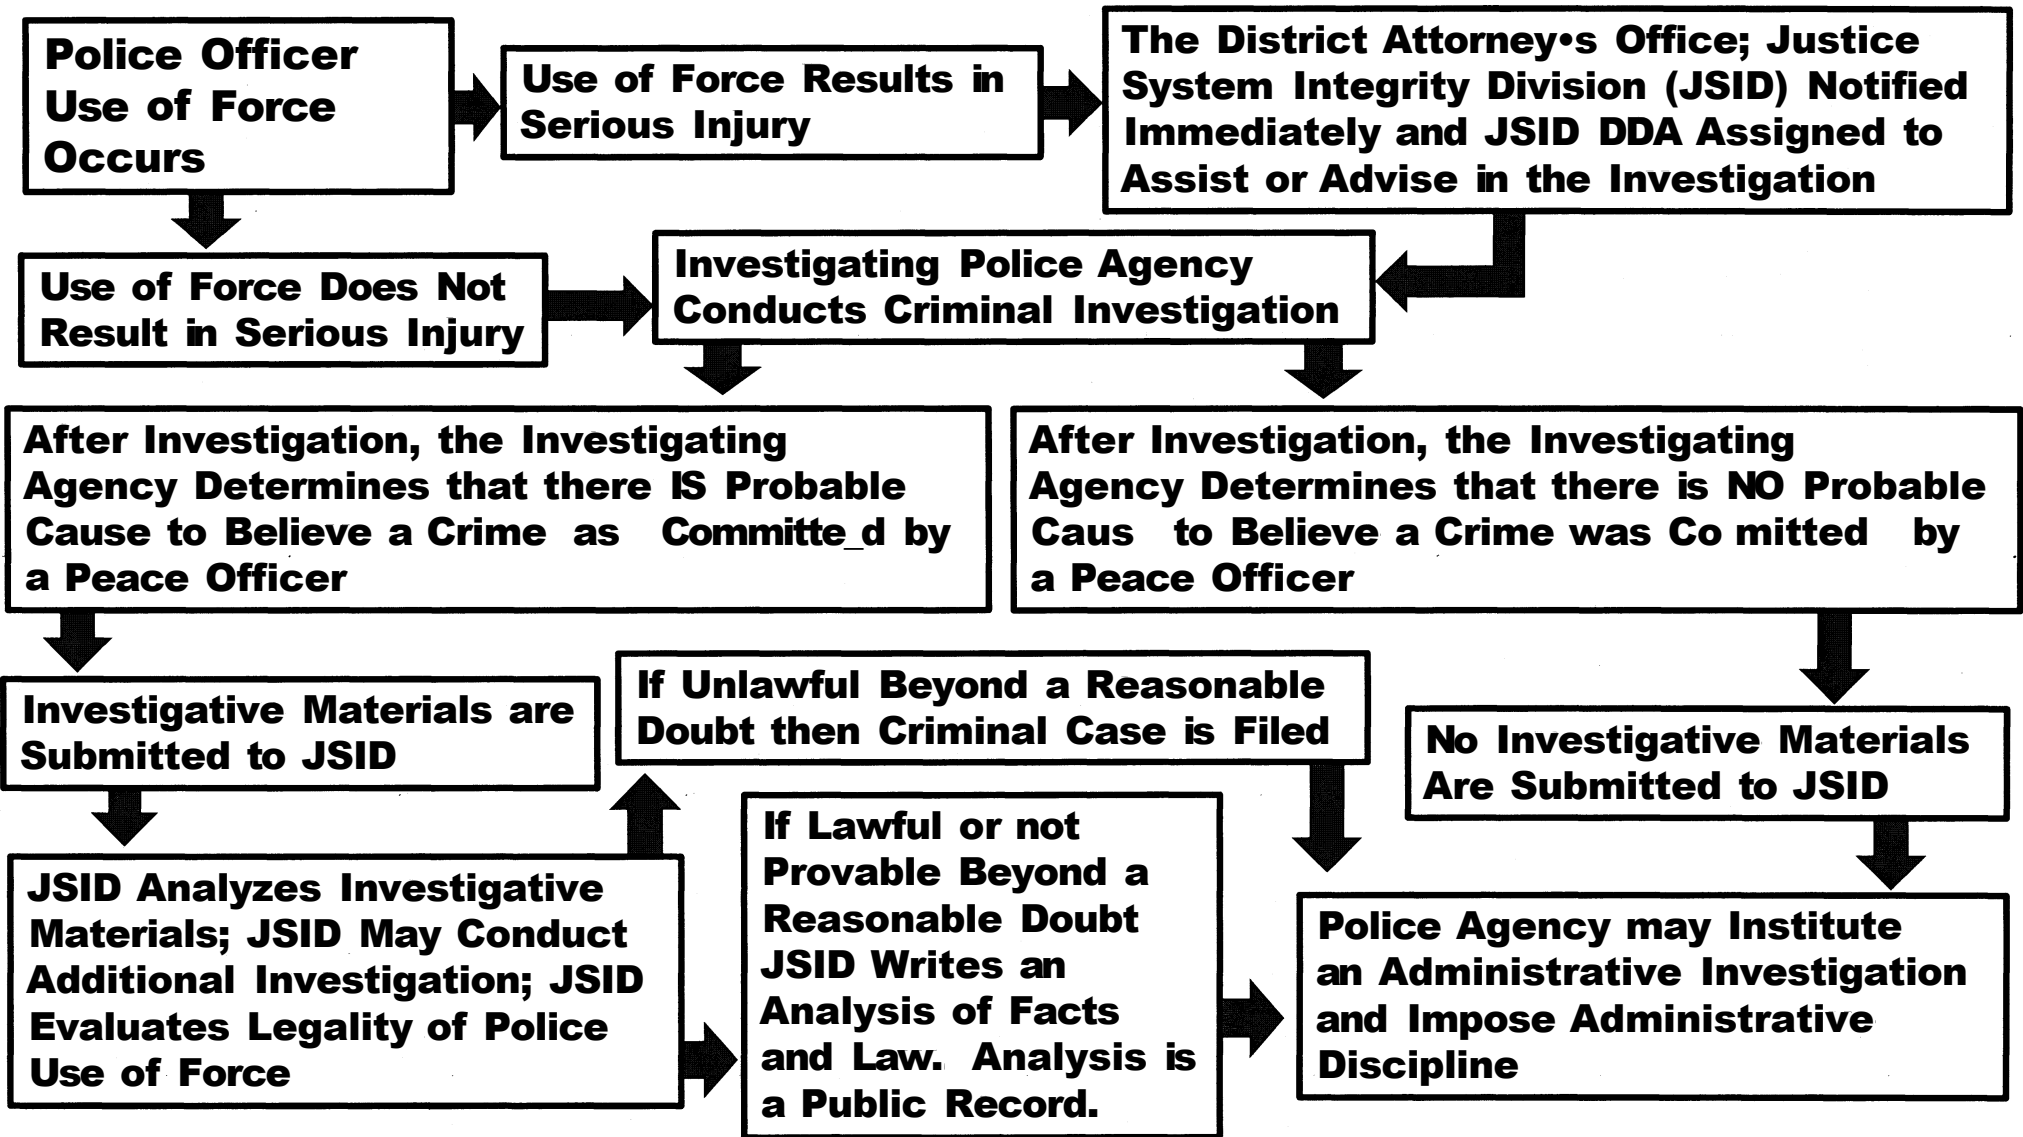 Police Officer
Use of Force
Occurs
Use of Force Results in
Serious Injury
The District Attorney•s Office; Justice
System Integrity Division (JSID) Notified
Immediately and JSID DDA Assigned to
Assist or Advise in the Investigation
Use of Force Does Not
Result in Serious Injury
Investigating Police Agency
Conducts Criminal Investigation
After Investigation, the Investigating
Agency Determines that there IS Probable
Cause to Believe a Crime as Committe_d by
a Peace Officer
After Investigation, the Investigating
Agency Determines that there is NO Probable
Caus to Believe a Crime was Co mitted by
a Peace Officer
Investigative Materials are
Submitted to JSID
If Unlawful Beyond a Reasonable
Doubt then Criminal Case is Filed
No Investigative Materials
Are Submitted to JSID
JSID Analyzes Investigative
Materials; JSID May Conduct
Additional Investigation; JSID
Evaluates Legality of Police
Use of Force
If Lawful or not
Provable Beyond a
Reasonable Doubt
JSID Writes an
Analysis of Facts
and Law. Analysis is
a Public Record.
Police Agency may Institute
an Administrative Investigation
and Impose Administrative
Discipline